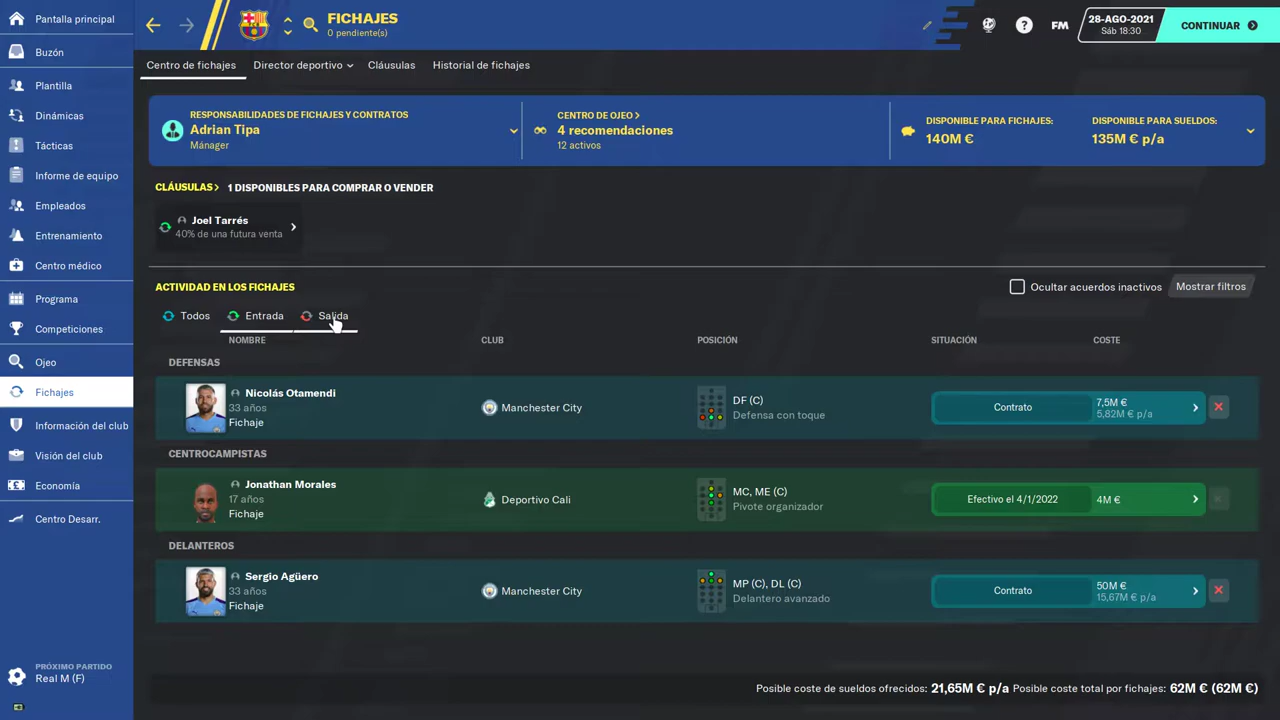 Pantalla principal
FICHAJES
0 pendiente(s)
FM
28-AGO-2021
Sáb 18:30
CONTINUAR
Buzón
Plantilla
Dinámicas
Tácticas
Informe de equipo
Empleados
Entrenamiento
Centro médico
Programa
Competiciones
Ojeo
Fichajes
Información del club
Visión del club
Economía
Centro Desarr.
PRÓXIMO PARTIDO
Real M (F)
Centro de fichajes
Director deportivo
Cláusulas
Historial de fichajes
RESPONSABILIDADES DE FICHAJES Y CONTRATOS
Adrian Tipa
Mánager
CENTRO DE OJEO >
4 recomendaciones
12 activos
DISPONIBLE PARA FICHAJES:
140M €
DISPONIBLE PARA SUELDOS:
135M € p/a
CLÁUSULAS > 1 DISPONIBLES PARA COMPRAR O VENDER
Joel Tarrés
40% de una futura venta
ACTIVIDAD EN LOS FICHAJES
Ocultar acuerdos inactivos
Mostrar filtros
Todos
Entrada
Salida
NOMBRE
CLUB
POSICIÓN
SITUACIÓN
COSTE
DEFENSAS
Nicolás Otamendi
33 años
Fichaje
Manchester City
DF (C)
Defensa con toque
Contrato
7,5M €
5,82M € p/a
CENTROCAMPISTAS
Jonathan Morales
17 años
Fichaje
Deportivo Cali
MC, ME (C)
Pivote organizador
Efectivo el 4/1/2022
4M €
DELANTEROS
Sergio Agüero
33 años
Fichaje
Manchester City
MP (C), DL (C)
Delantero avanzado
Contrato
50M €
15,67M € p/a
Posible coste de sueldos ofrecidos: 21,65M € p/a Posible coste total por fichajes: 62M € (62M €)